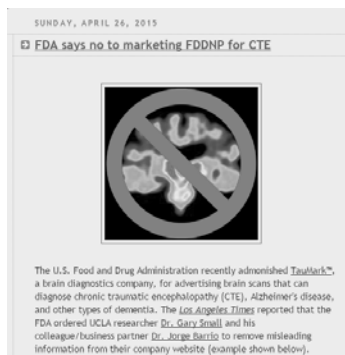 SUNDAY, APRIL 26, 2015
FDA says no to marketing FDDNP for CTE
The U.S. Food and Drug Administration recently admonished TauMark™,
a brain diagnostics company, for advertising brain scans that can
diagnose chronic traumatic encephalopathy (CTE), Alzheimer's disease,
and other types of dementia. The Los Angeles Times reported that the
FDA ordered UCLA researcher Dr. Gary Small and his
colleague/business partner Dr. Jorge Barrio to remove misleading
information from their company website (example shown below).